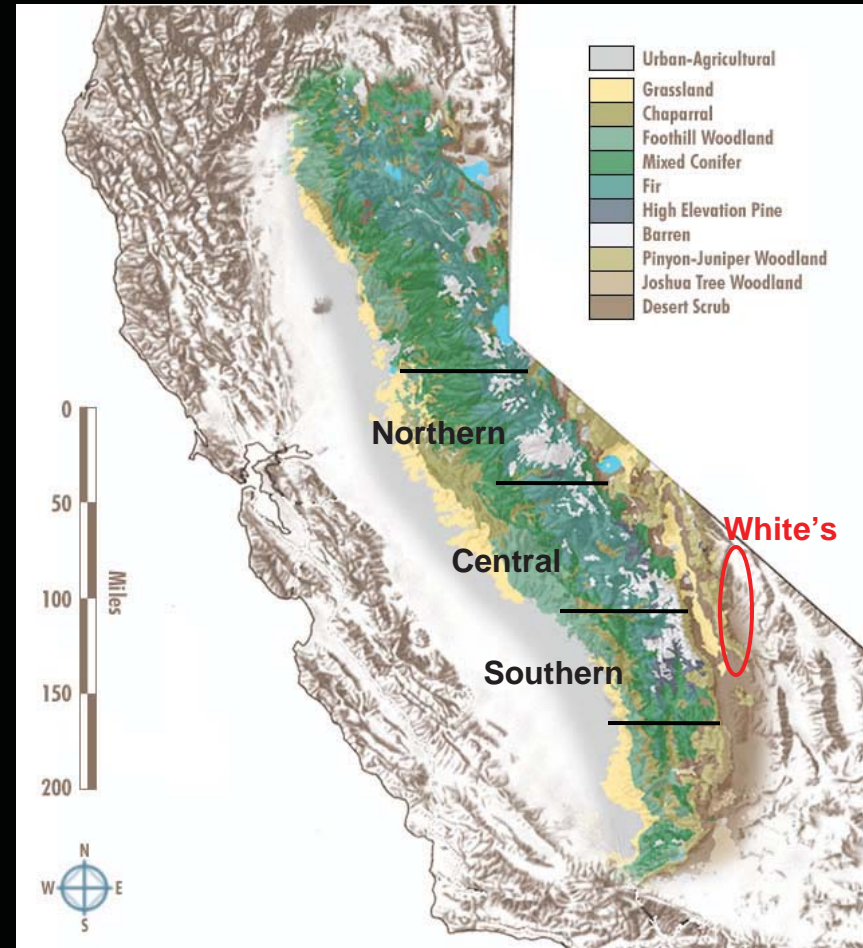 Urban-Agricultural
Grassland
Chaparral
Foothill Woodland
Mixed Conifer
Fir
High Elevation Pine
Barren
Pinyon-Juniper Woodland
Joshua Tree Woodland
Desert Scrub
0
50
100
150
200
Miles
Northern
Central
Southern
White's
N
W E
S